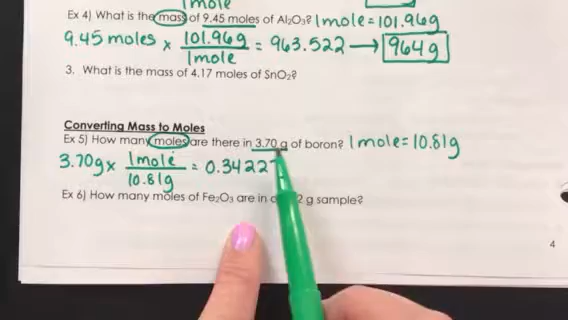 1mole
Ex 4) What is the mass of 9.45 moles of Al₂O₃? 1mole=101.96g
9.45 moles x 101.96g / 1mole = 963.522 → 964g
3. What is the mass of 4.17 moles of SnO₂?
Converting Mass to Moles
Ex 5) How many moles are there in 3.70 g of boron? 1mole=10.81g
3.70g x 1mole / 10.81g = 0.3422
Ex 6) How many moles of Fe₂O₃ are in 2 g sample?
4